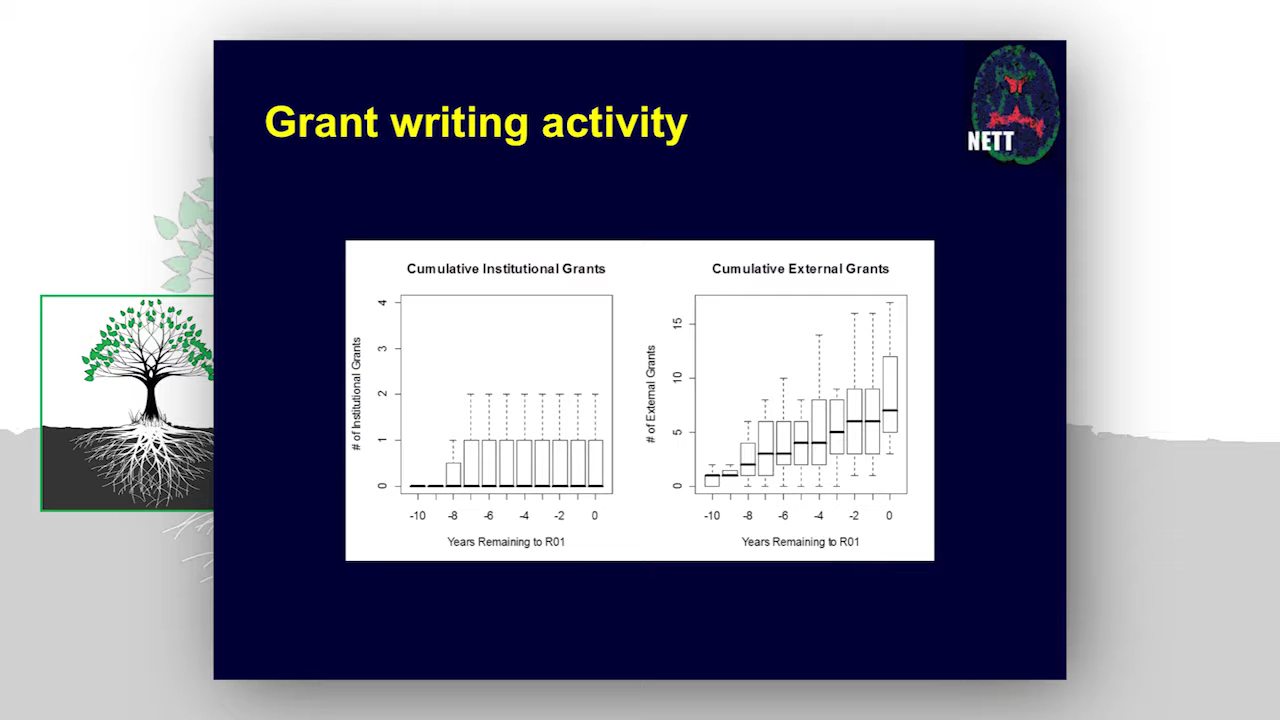 Grant writing activity
NETT
Cumulative Institutional Grants
# of Institutional Grants
4
3
2
1
0
-10 -8 -6 -4 -2 0
Years Remaining to R01
Cumulative External Grants
# of External Grants
15
10
5
0
-10 -8 -6 -4 -2 0
Years Remaining to R01